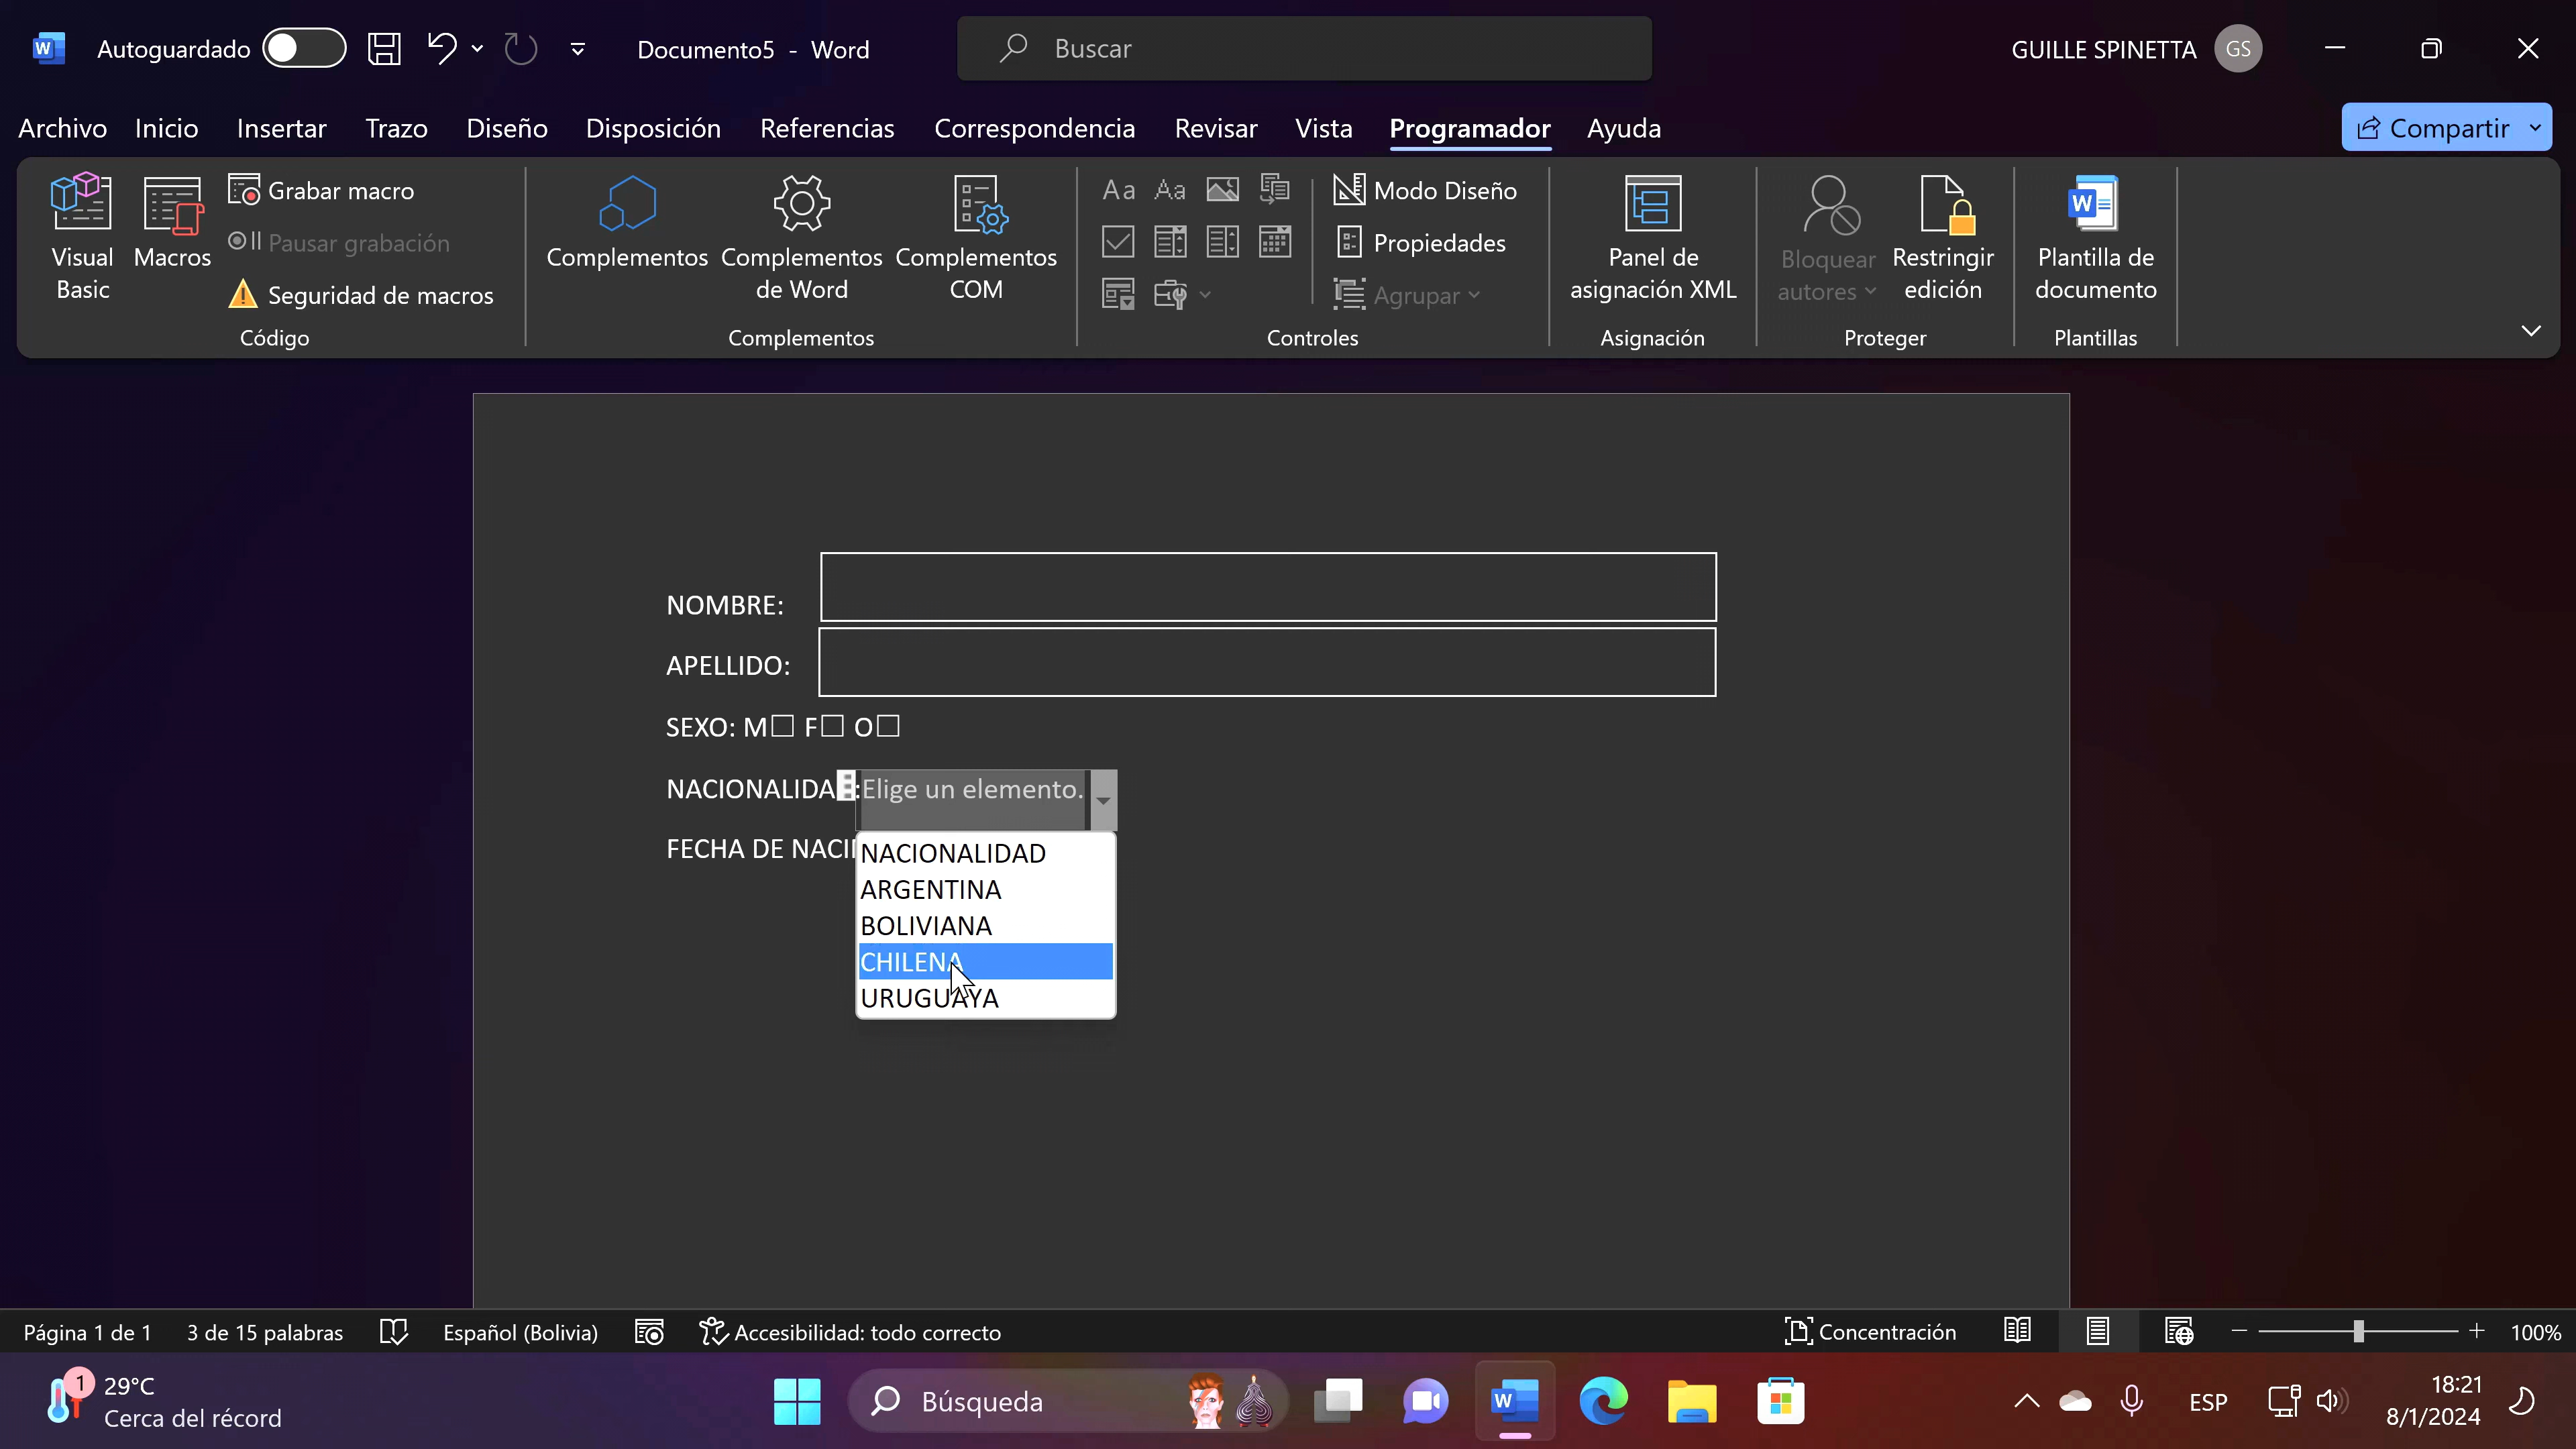 Autoguardado Documento5 - Word Buscar GUILLE SPINETTA GS
Archivo Inicio Insertar Trazo Diseño Disposición Referencias Correspondencia Revisar Vista Programador Ayuda Compartir
Visual Basic
Macros
Grabar macro
Pausar grabación
Seguridad de macros
Código
Complementos
Complementos de Word
Complementos COM
Complementos
Aa Aa
Modo Diseño
Propiedades
Agrupar
Controles
Panel de asignación XML
Asignación
Bloquear autores
Restringir edición
Proteger
Plantilla de documento
Plantillas
NOMBRE:
APELLIDO:
SEXO: M☐ F☐ O☐
NACIONALIDA :Elige un elemento.
FECHA DE NACI
NACIONALIDAD
ARGENTINA
BOLIVIANA
CHILENA
URUGUAYA
Página 1 de 1 3 de 15 palabras Español (Bolivia) Accesibilidad: todo correcto Concentración 100%
1 29°C
Cerca del récord
Búsqueda
ESP
18:21
8/1/2024